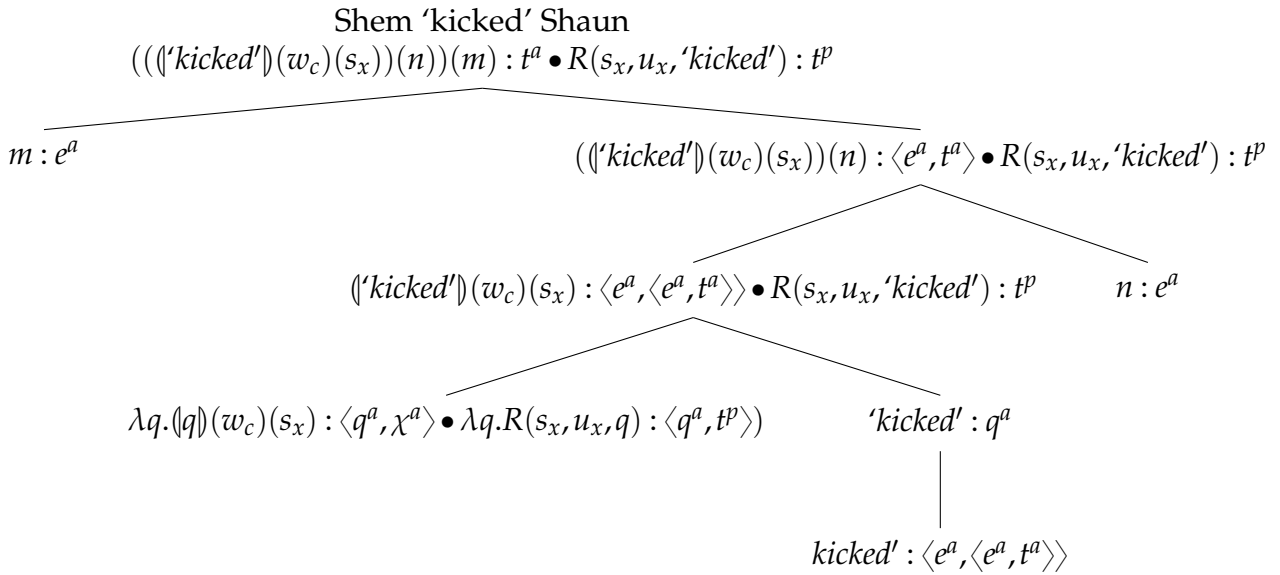 Shem ‘kicked’ Shaun
(((⦇‘kicked′⦈(w_c)(s_x))(n))(m) : t^a • R(s_x, u_x, ‘kicked′) : t^p
m : e^a
((⦇‘kicked′⦈(w_c)(s_x))(n) : ⟨e^a, t^a⟩ • R(s_x, u_x, ‘kicked′) : t^p
⦇‘kicked′⦈(w_c)(s_x) : ⟨e^a, ⟨e^a, t^a⟩⟩ • R(s_x, u_x, ‘kicked′) : t^p
n : e^a
λq.⦇q⦈(w_c)(s_x) : ⟨q^a, χ^a⟩ • λq.R(s_x, u_x, q) : ⟨q^a, t^p⟩)
‘kicked′ : q^a
kicked′ : ⟨e^a, ⟨e^a, t^a⟩⟩